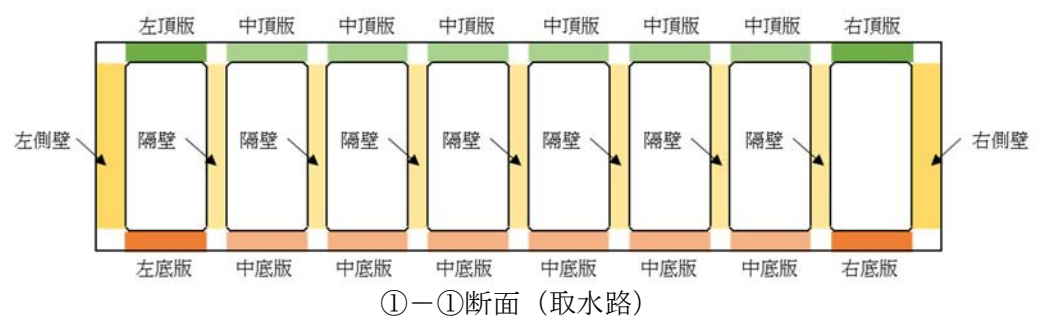 左頂版 中頂版 中頂版 中頂版 中頂版 中頂版 中頂版 右頂版
左側壁 隔壁 隔壁 隔壁 隔壁 隔壁 隔壁 隔壁 右側壁
左底版 中底版 中底版 中底版 中底版 中底版 中底版 右底版
①－①断面（取水路）